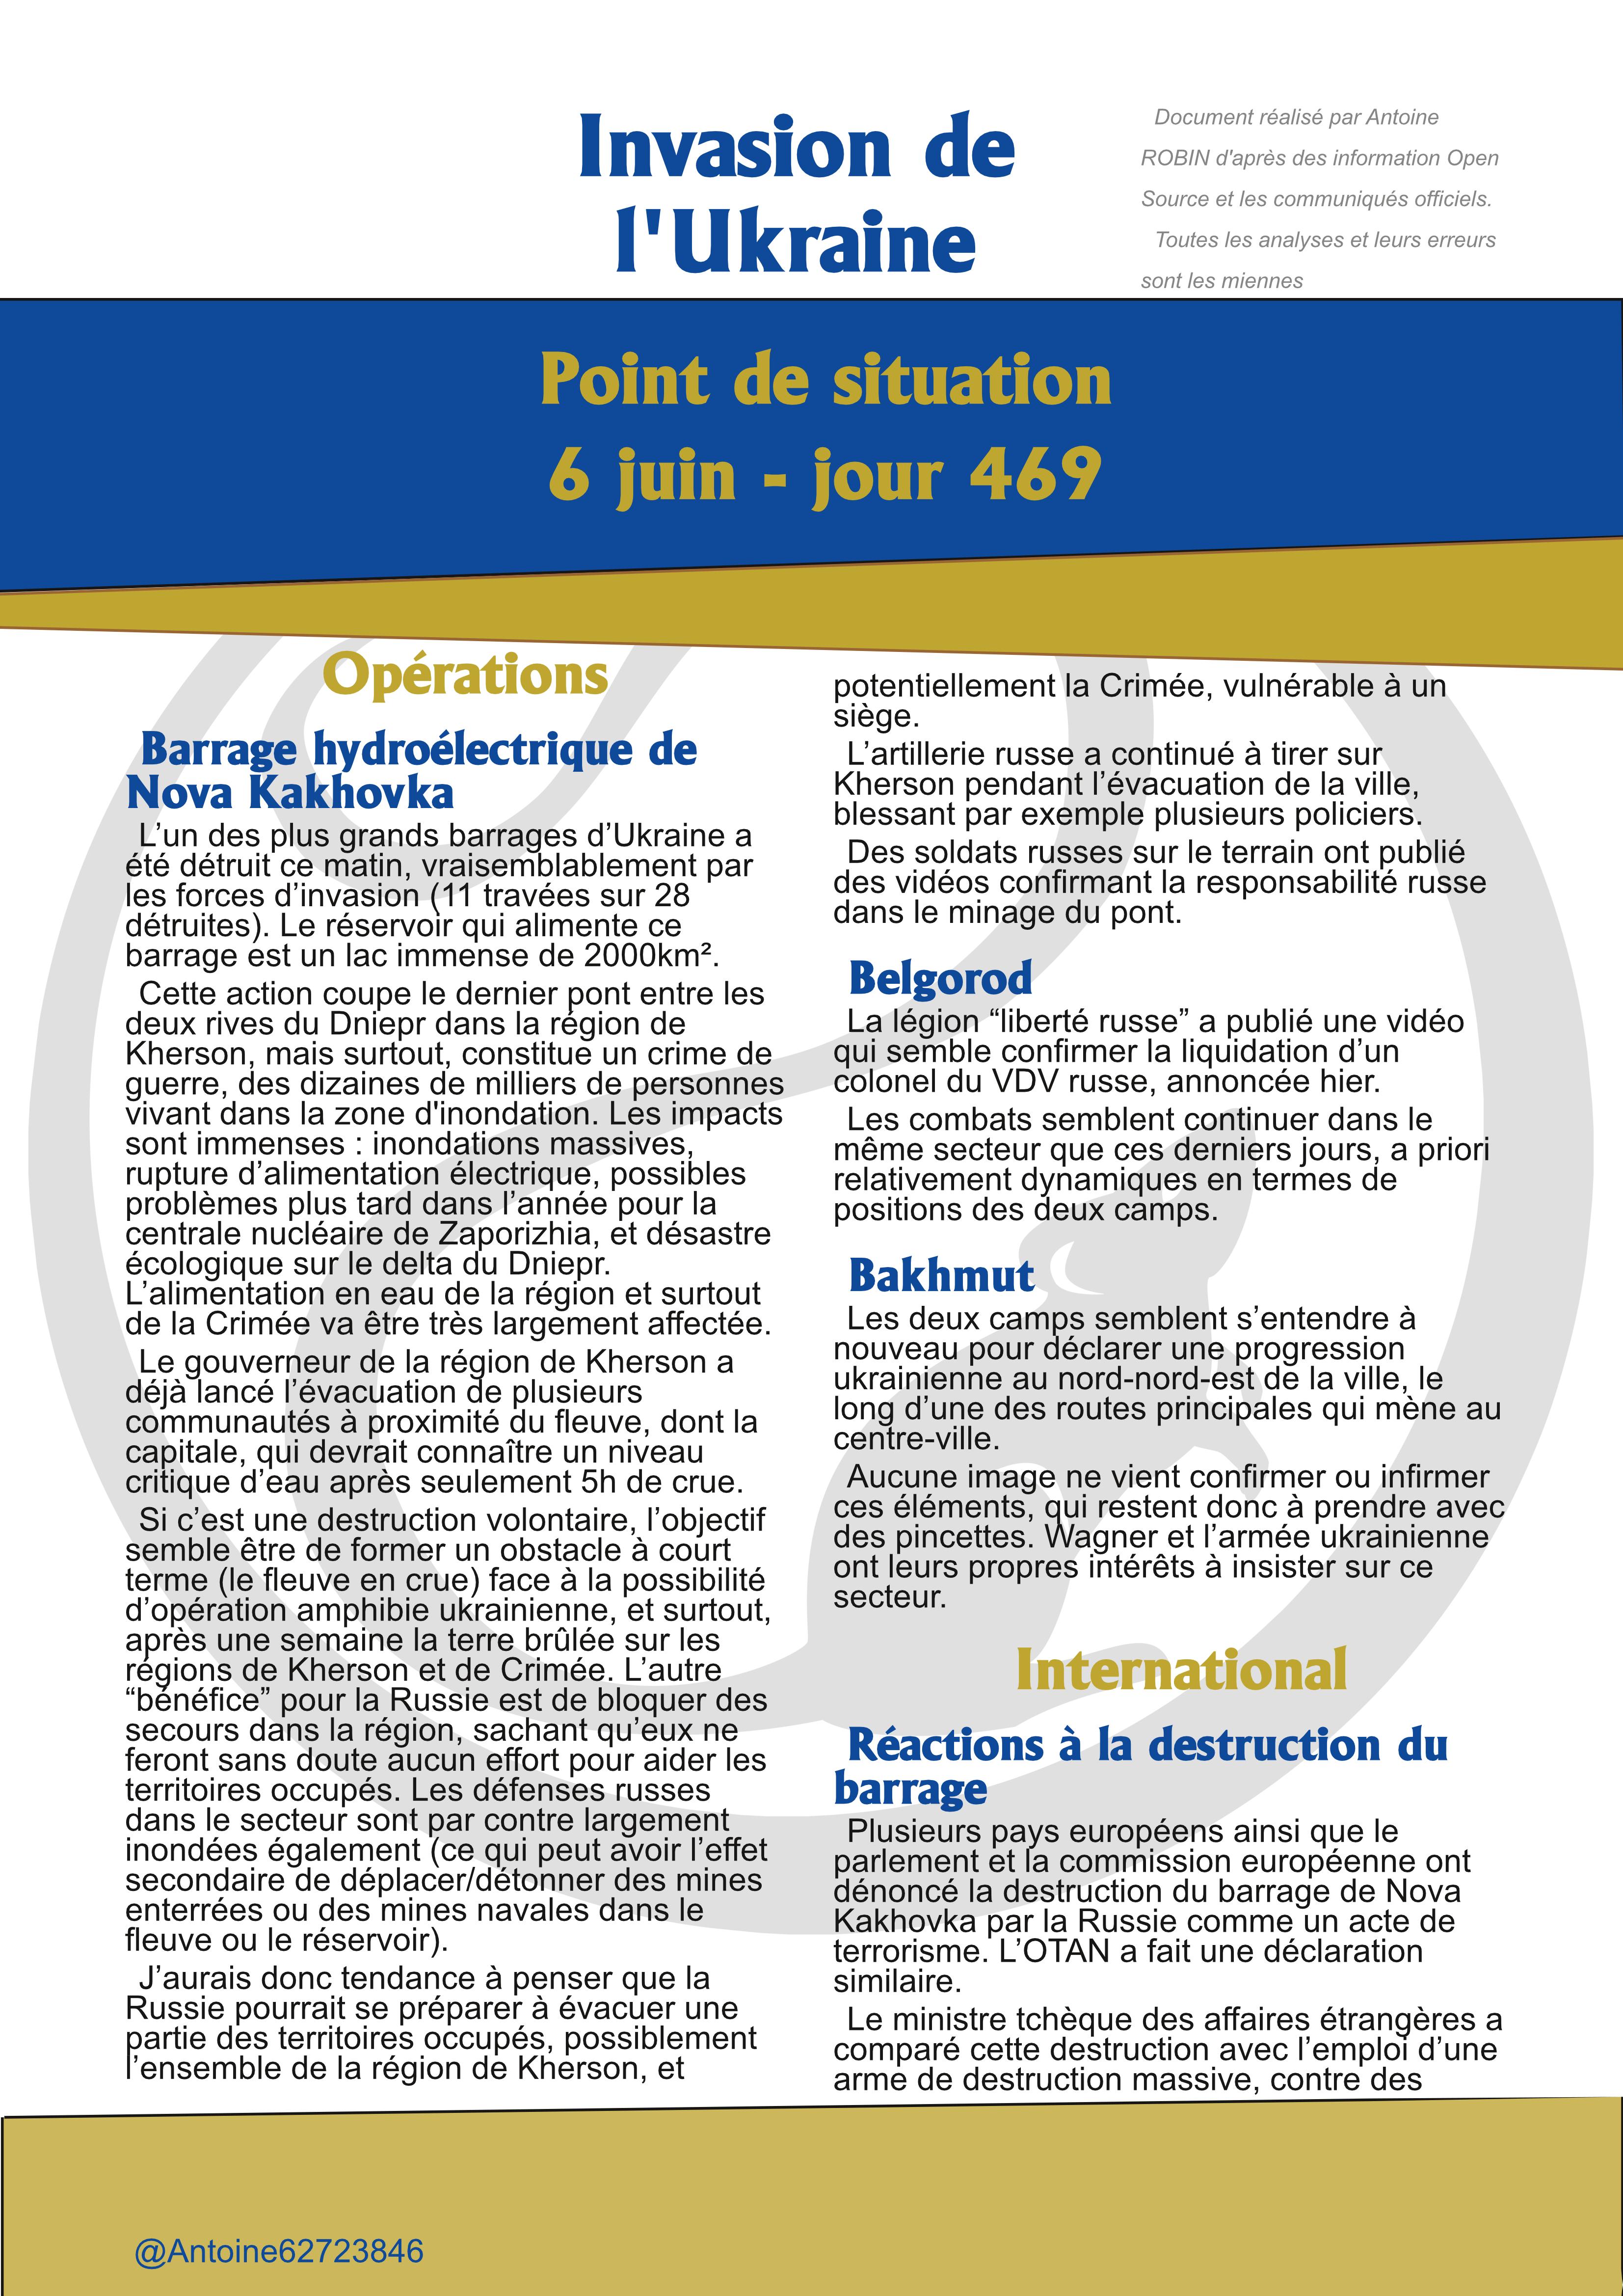 Invasion de
l'Ukraine
Document réalisé par Antoine
ROBIN d'après des information Open
Source et les communiqués officiels.
Toutes les analyses et leurs erreurs
sont les miennes
Point de situation
6 juin - jour 469
Opérations
Barrage hydroélectrique de
Nova Kakhovka
L’un des plus grands barrages d’Ukraine a
été détruit ce matin, vraisemblablement par
les forces d’invasion (11 travées sur 28
détruites). Le réservoir qui alimente ce
barrage est un lac immense de 2000km².
Cette action coupe le dernier pont entre les
deux rives du Dniepr dans la région de
Kherson, mais surtout, constitue un crime de
guerre, des dizaines de milliers de personnes
vivant dans la zone d'inondation. Les impacts
sont immenses : inondations massives,
rupture d’alimentation électrique, possibles
problèmes plus tard dans l’année pour la
centrale nucléaire de Zaporizhia, et désastre
écologique sur le delta du Dniepr.
L’alimentation en eau de la région et surtout
de la Crimée va être très largement affectée.
Le gouverneur de la région de Kherson a
déjà lancé l’évacuation de plusieurs
communautés à proximité du fleuve, dont la
capitale, qui devrait connaître un niveau
critique d’eau après seulement 5h de crue.
Si c’est une destruction volontaire, l’objectif
semble être de former un obstacle à court
terme (le fleuve en crue) face à la possibilité
d’opération amphibie ukrainienne, et surtout,
après une semaine la terre brûlée sur les
régions de Kherson et de Crimée. L’autre
“bénéfice” pour la Russie est de bloquer des
secours dans la région, sachant qu’eux ne
feront sans doute aucun effort pour aider les
territoires occupés. Les défenses russes
dans le secteur sont par contre largement
inondées également (ce qui peut avoir l’effet
secondaire de déplacer/détonner des mines
enterrées ou des mines navales dans le
fleuve ou le réservoir).
J’aurais donc tendance à penser que la
Russie pourrait se préparer à évacuer une
partie des territoires occupés, possiblement
l’ensemble de la région de Kherson, et
potentiellement la Crimée, vulnérable à un
siège.
L’artillerie russe a continué à tirer sur
Kherson pendant l’évacuation de la ville,
blessant par exemple plusieurs policiers.
Des soldats russes sur le terrain ont publié
des vidéos confirmant la responsabilité russe
dans le minage du pont.
Belgorod
La légion “liberté russe” a publié une vidéo
qui semble confirmer la liquidation d’un
colonel du VDV russe, annoncée hier.
Les combats semblent continuer dans le
même secteur que ces derniers jours, a priori
relativement dynamiques en termes de
positions des deux camps.
Bakhmut
Les deux camps semblent s’entendre à
nouveau pour déclarer une progression
ukrainienne au nord-nord-est de la ville, le
long d’une des routes principales qui mène au
centre-ville.
Aucune image ne vient confirmer ou infirmer
ces éléments, qui restent donc à prendre avec
des pincettes. Wagner et l’armée ukrainienne
ont leurs propres intérêts à insister sur ce
secteur.
International
Réactions à la destruction du
barrage
Plusieurs pays européens ainsi que le
parlement et la commission européenne ont
dénoncé la destruction du barrage de Nova
Kakhovka par la Russie comme un acte de
terrorisme. L’OTAN a fait une déclaration
similaire.
Le ministre tchèque des affaires étrangères a
comparé cette destruction avec l’emploi d’une
arme de destruction massive, contre des
@Antoine62723846